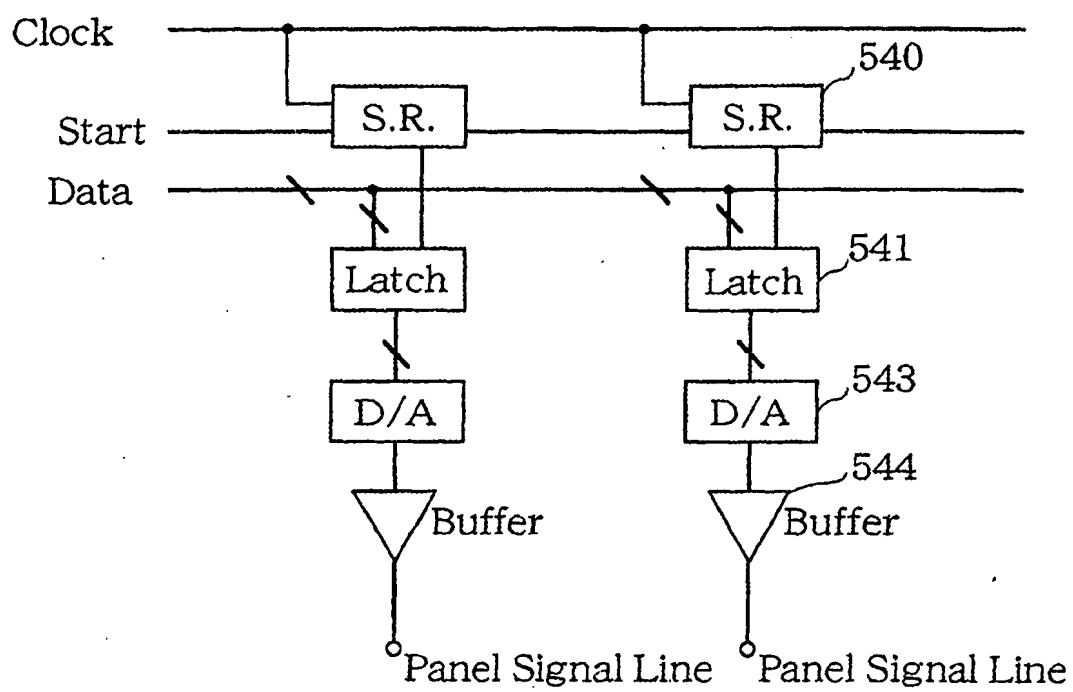 Clock
540
S.R. S.R.
Start
Data
541
Latch Latch
543
D/A D/A
544
Buffer Buffer
Panel Signal Line Panel Signal Line